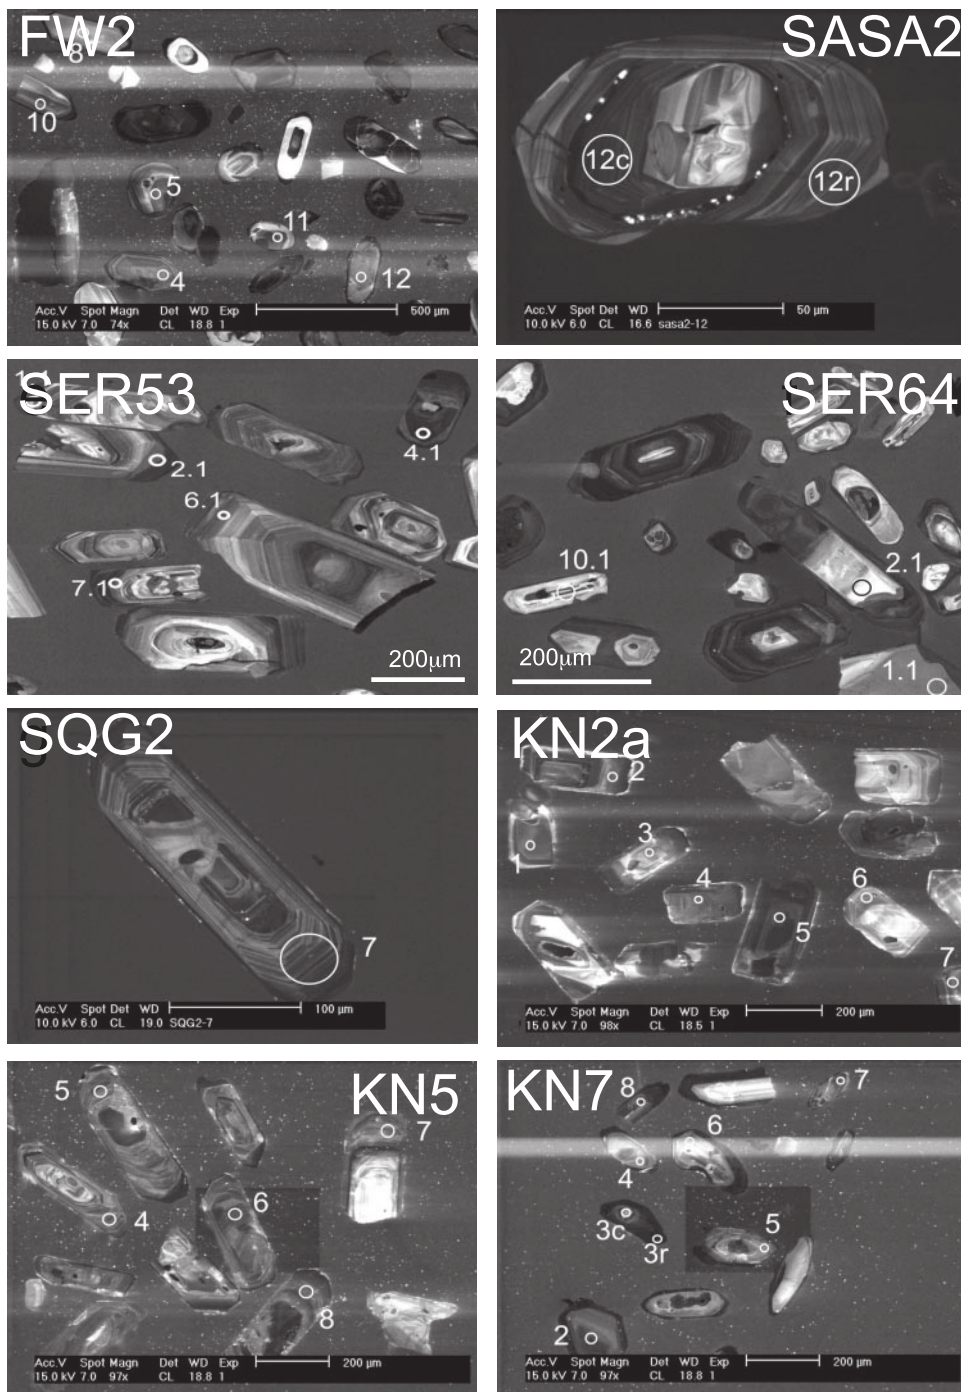 FW2
8
10
5
11
4
12
Acc.V Spot Magn Det WD Exp 500 µm
15.0 kV 7.0 74x CL 18.8 1
SASA2
12c
12r
Acc.V Spot Det WD 50 µm
10.0 kV 6.0 CL 16.6 sasa2-12
SER53
4.1
2.1
6.1
7.1
200µm
SER64
10.1
2.1
200µm
1.1
SQG2
7
Acc.V Spot Det WD 100 µm
10.0 kV 6.0 CL 19.0 SQG2-7
KN2a
2
1
3
4
6
5
7
Acc.V Spot Magn Det WD Exp 200 µm
15.0 kV 7.0 98x CL 18.5 1
KN5
5
7
4
6
8
Acc.V Spot Magn Det WD Exp 200 µm
15.0 kV 7.0 97x CL 18.8 1
KN7
8
7
6
4
3c
3r
5
2
Acc.V Spot Magn Det WD Exp 200 µm
15.0 kV 7.0 97x CL 18.8 1